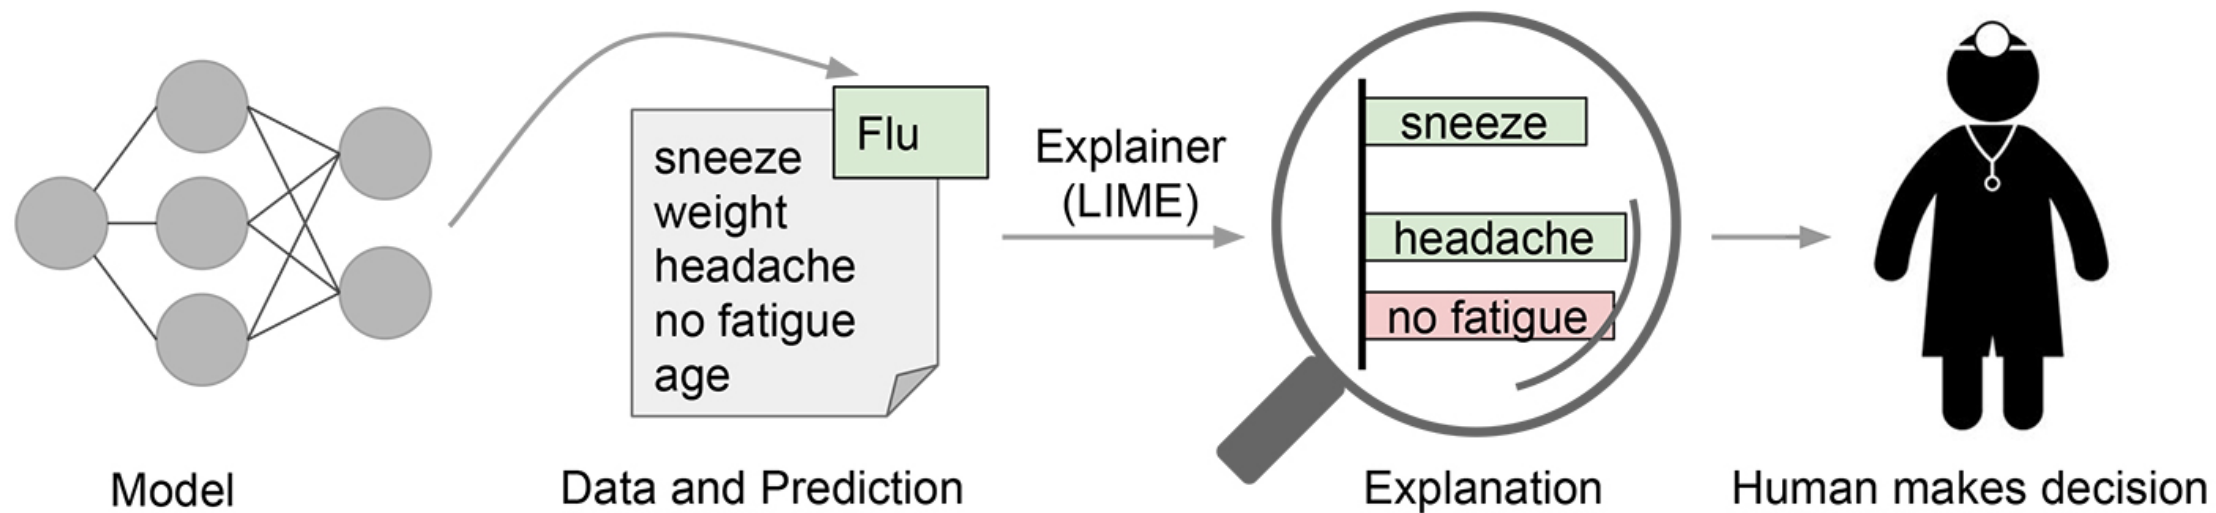 Flu
sneeze
weight
headache
no fatigue
age
Explainer
(LIME)
sneeze
headache
no fatigue
Model
Data and Prediction
Explanation
Human makes decision